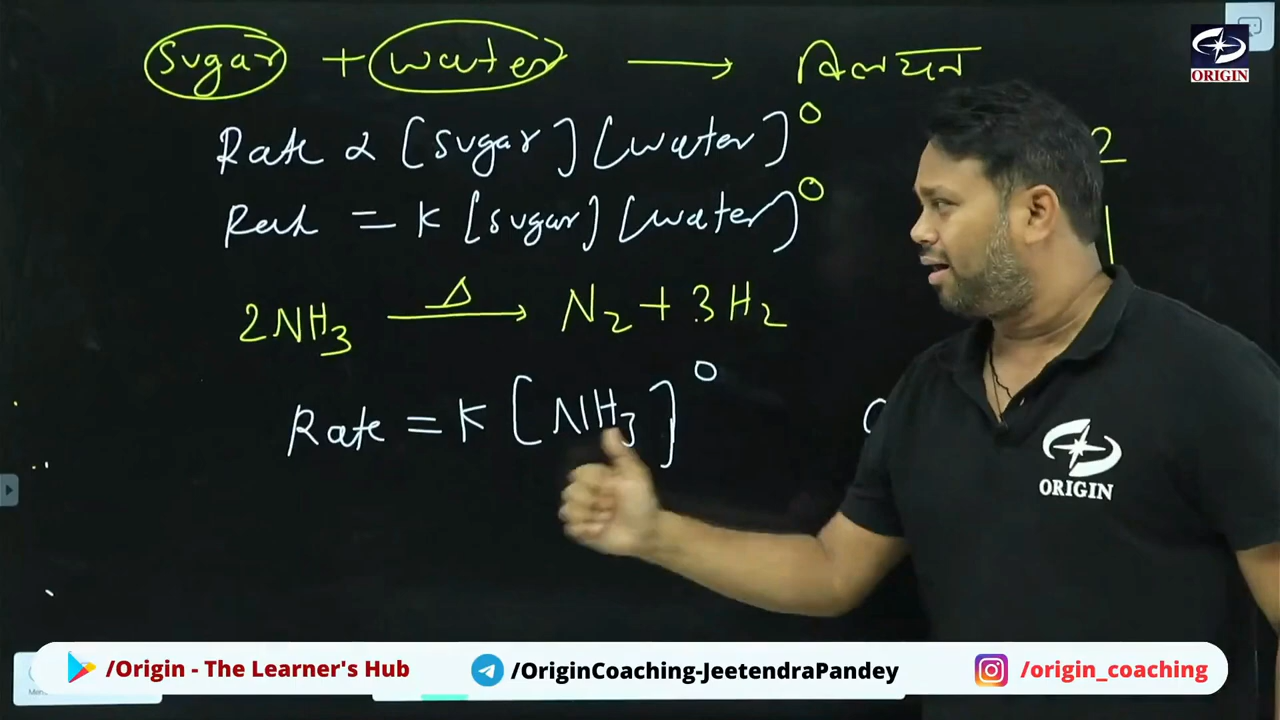 Sugar + water → विलयन
ORIGIN
Rate ∝ [Sugar] [water]⁰
2
Rate = K [Sugar] [water]⁰
2NH₃ —Δ→ N₂ + 3H₂
Rate = K [NH₃]⁰
ORIGIN
/Origin - The Learner's Hub
/OriginCoaching-JeetendraPandey
/origin_coaching